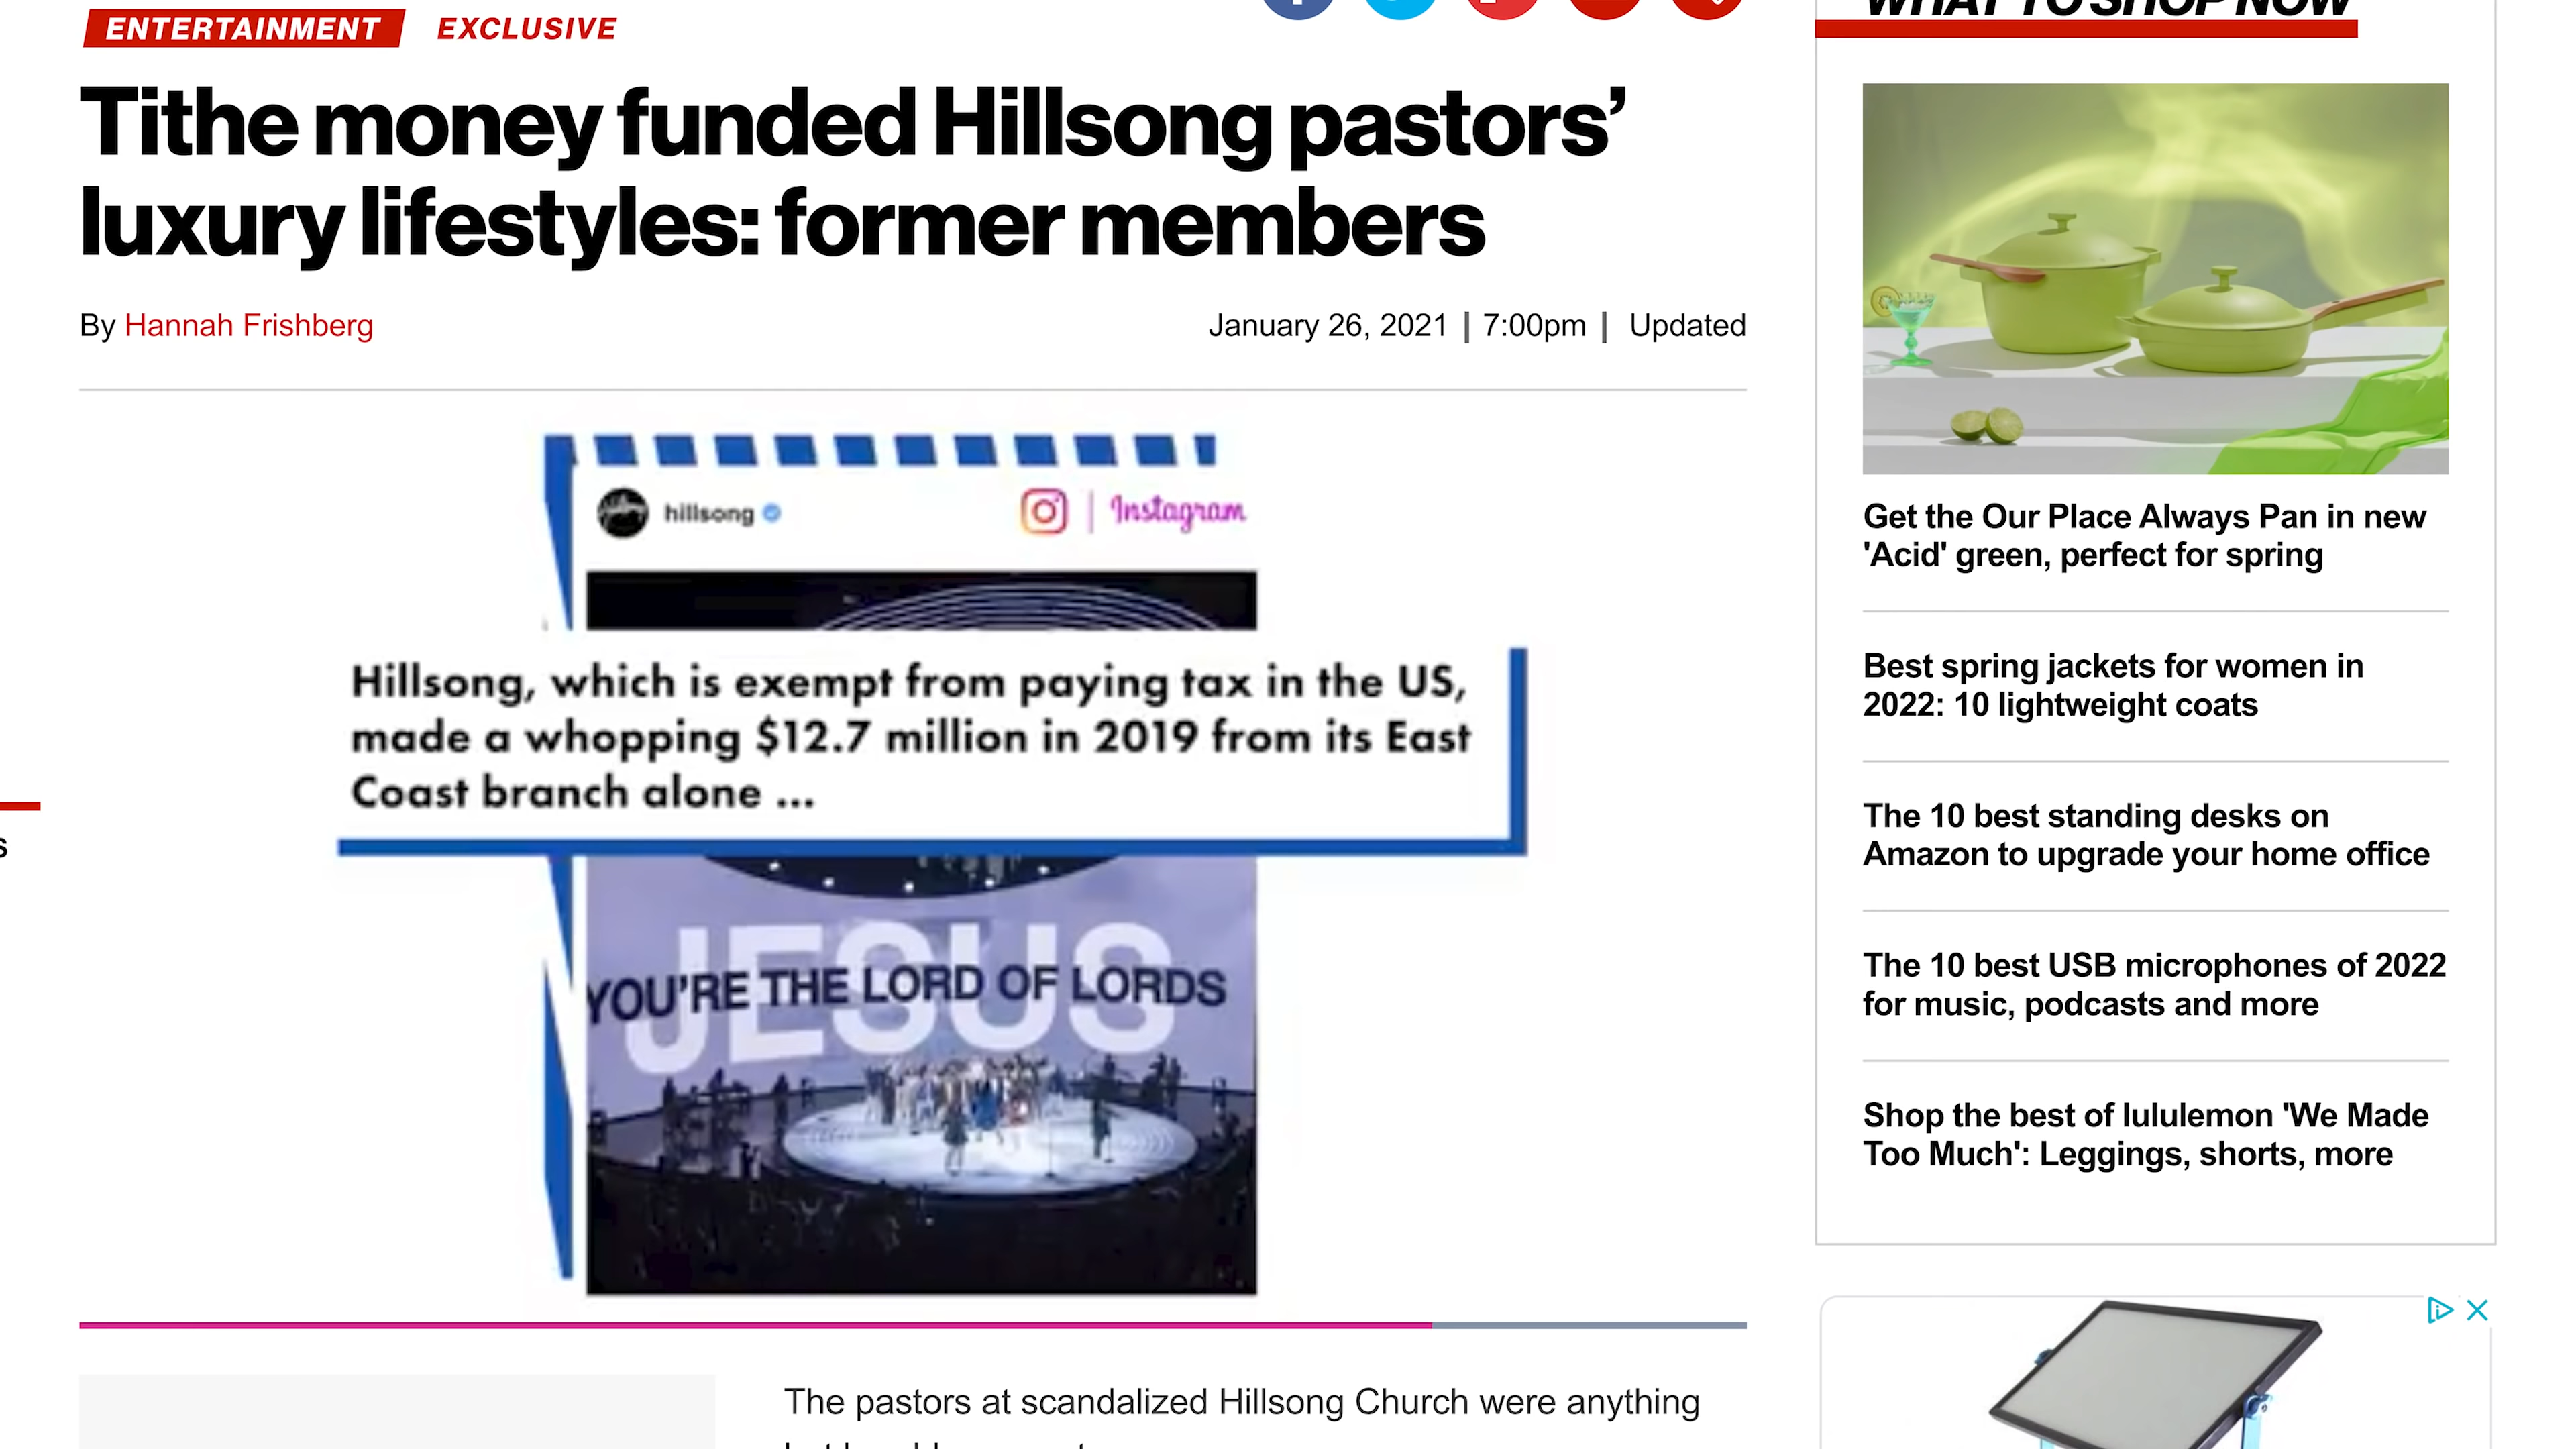 ENTERTAINMENT EXCLUSIVE
Tithe money funded Hillsong pastors’
luxury lifestyles: former members
By Hannah Frishberg
January 26, 2021 | 7:00pm | Updated
hillsong
Instagram
Hillsong, which is exempt from paying tax in the US,
made a whopping $12.7 million in 2019 from its East
Coast branch alone ...
JESUS
YOU'RE THE LORD OF LORDS
The pastors at scandalized Hillsong Church were anything
WHAT TO SHOP NOW
Get the Our Place Always Pan in new
'Acid' green, perfect for spring
Best spring jackets for women in
2022: 10 lightweight coats
The 10 best standing desks on
Amazon to upgrade your home office
The 10 best USB microphones of 2022
for music, podcasts and more
Shop the best of lululemon 'We Made
Too Much': Leggings, shorts, more